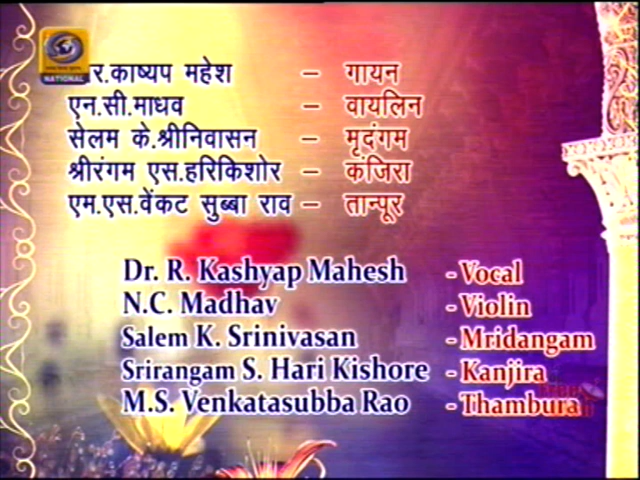 NATIONAL
र.काष्यप महेश – गायन
एन.सी.माधव – वायलिन
सेलम के.श्रीनिवासन – मृदंगम
श्रीरंगम एस.हरिकिशोर – कंजिरा
एम.एस.वेंकट सुब्बा राव – तान्पूर
Dr. R. Kashyap Mahesh - Vocal
N.C. Madhav - Violin
Salem K. Srinivasan - Mridangam
Srirangam S. Hari Kishore - Kanjira
M.S. Venkatasubba Rao - Thambura